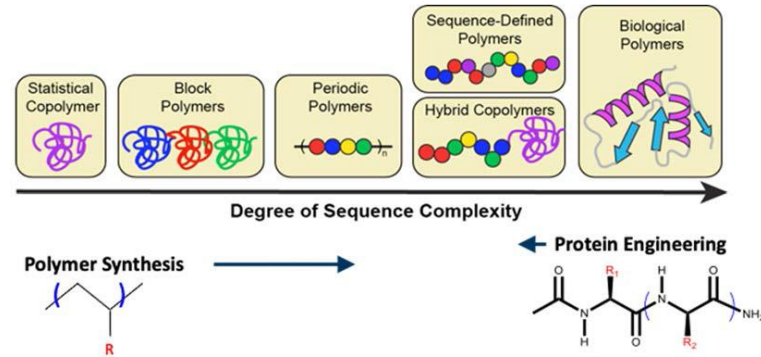 Sequence-Defined
Polymers
Biological
Polymers
Statistical
Copolymer
Block
Polymers
Periodic
Polymers
Hybrid Copolymers
n
Degree of Sequence Complexity
Polymer Synthesis
Protein Engineering
R
O
R1
H
O
N
H
O
N
R2
NH2